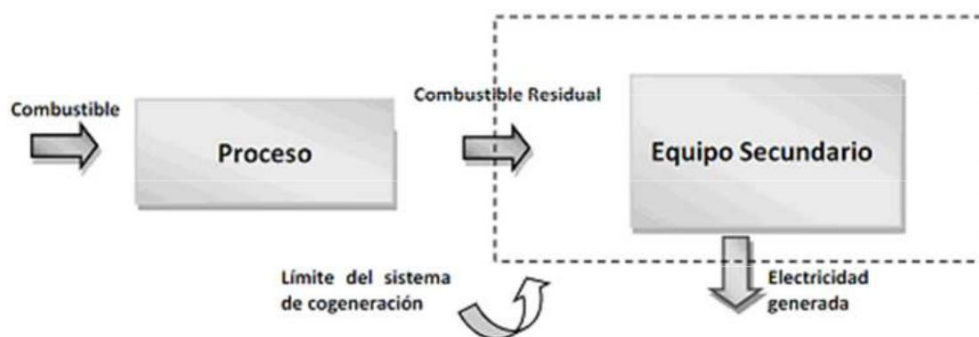 Combustible
Proceso
Combustible Residual
Equipo Secundario
Límite del sistema
de cogeneración
Electricidad
generada